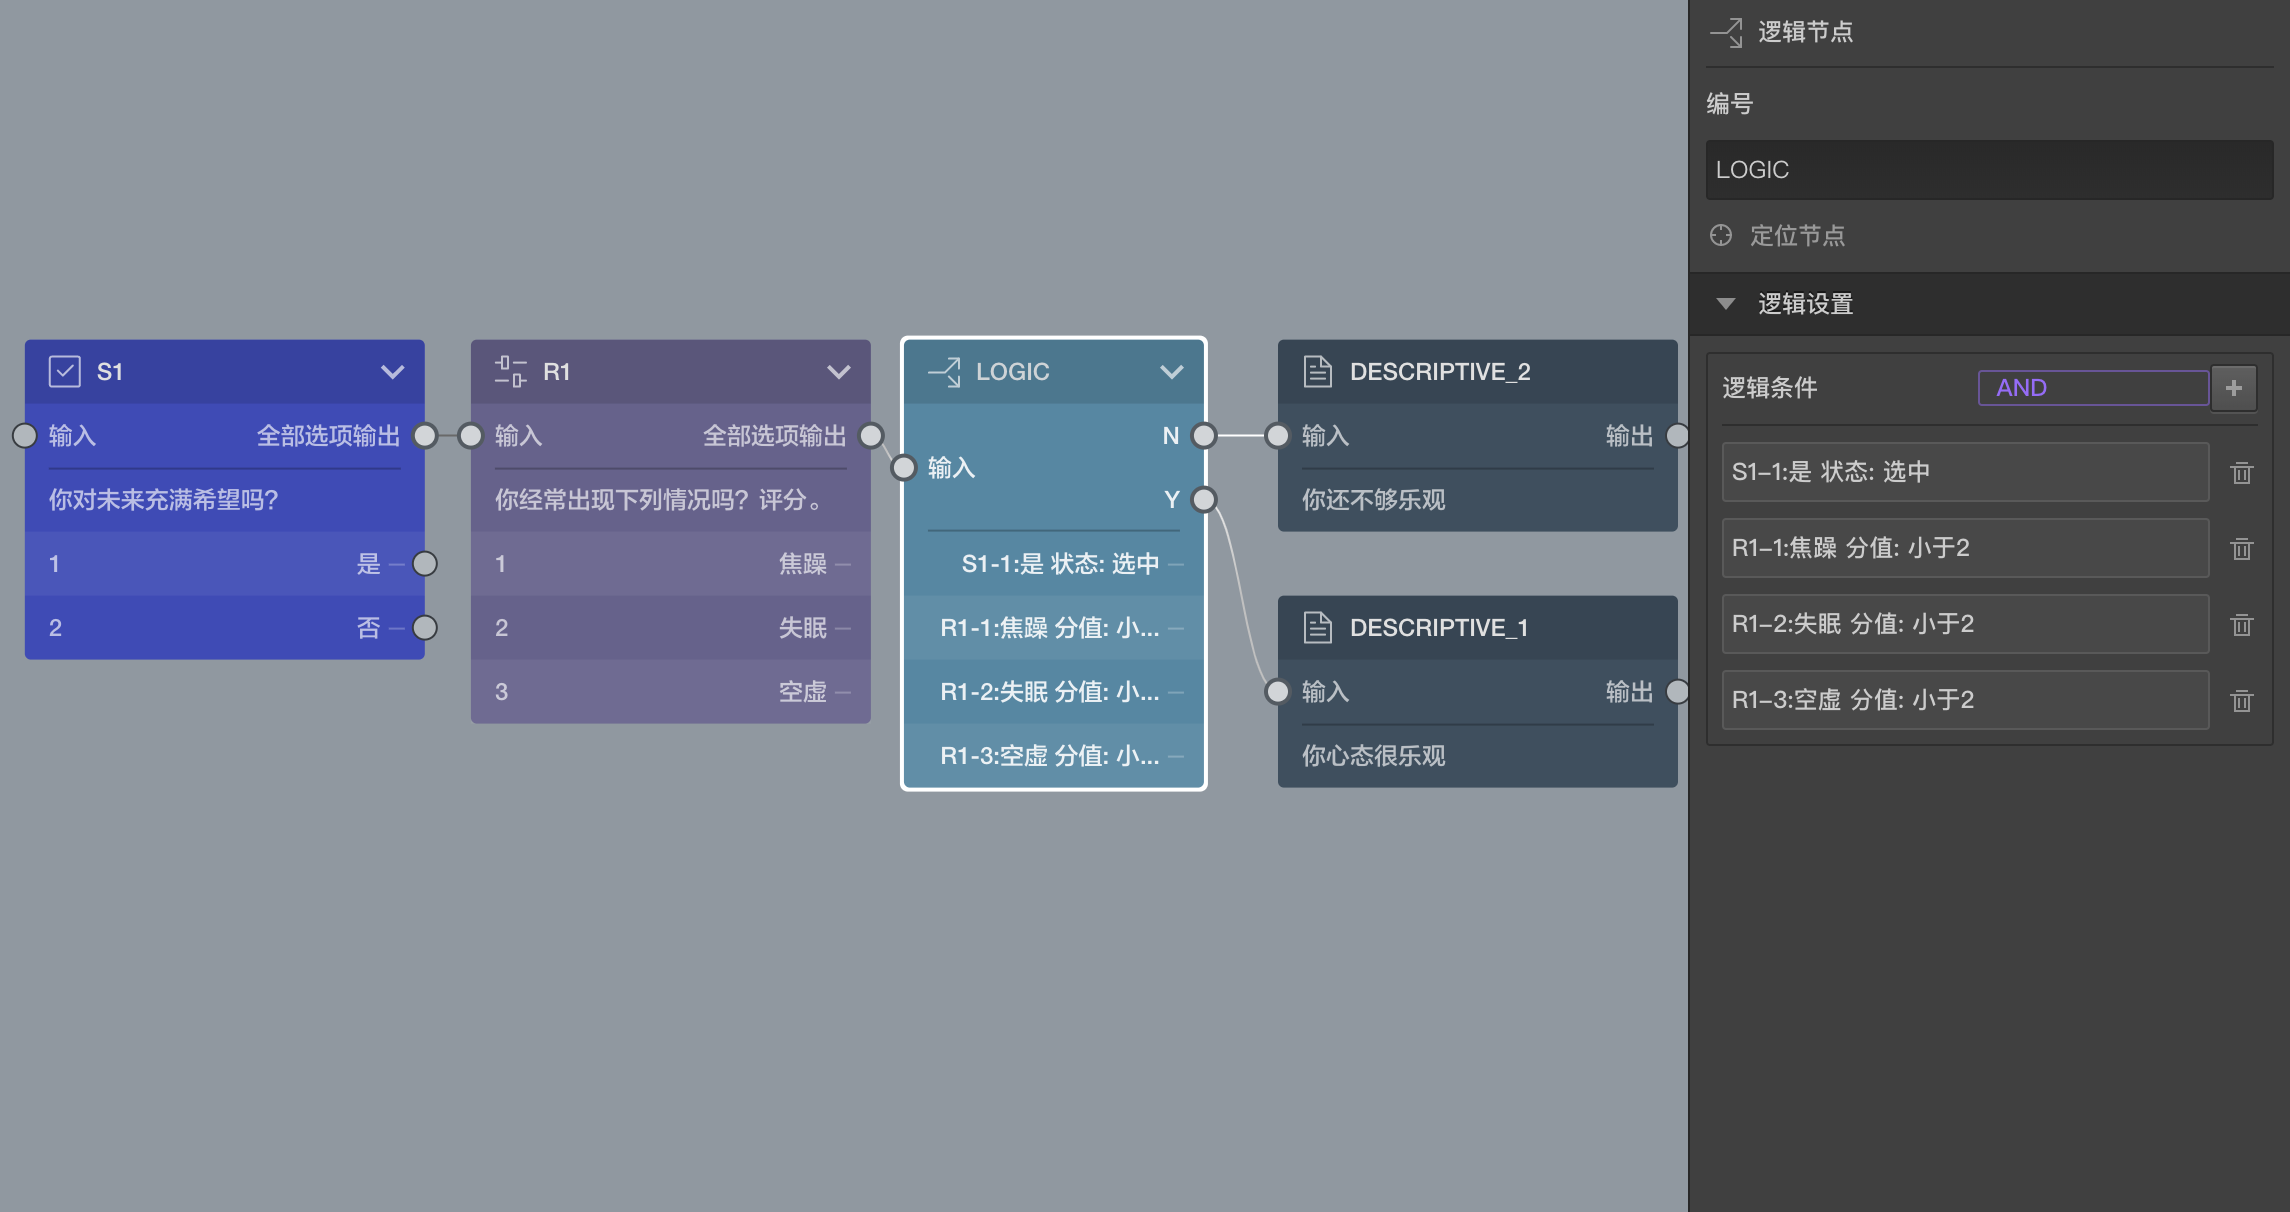 S1
输入
全部选项输出
你对未来充满希望吗？
1
是
2
否
R1
输入
全部选项输出
你经常出现下列情况吗？评分。
1
焦躁
2
失眠
3
空虚
LOGIC
N
输入
Y
S1-1:是 状态: 选中
R1-1:焦躁 分值: 小...
R1-2:失眠 分值: 小...
R1-3:空虚 分值: 小...
DESCRIPTIVE_2
输入
输出
你还不够乐观
DESCRIPTIVE_1
输入
输出
你心态很乐观
逻辑节点
编号
LOGIC
定位节点
逻辑设置
逻辑条件
AND
+
S1-1:是 状态: 选中
R1-1:焦躁 分值: 小于2
R1-2:失眠 分值: 小于2
R1-3:空虚 分值: 小于2